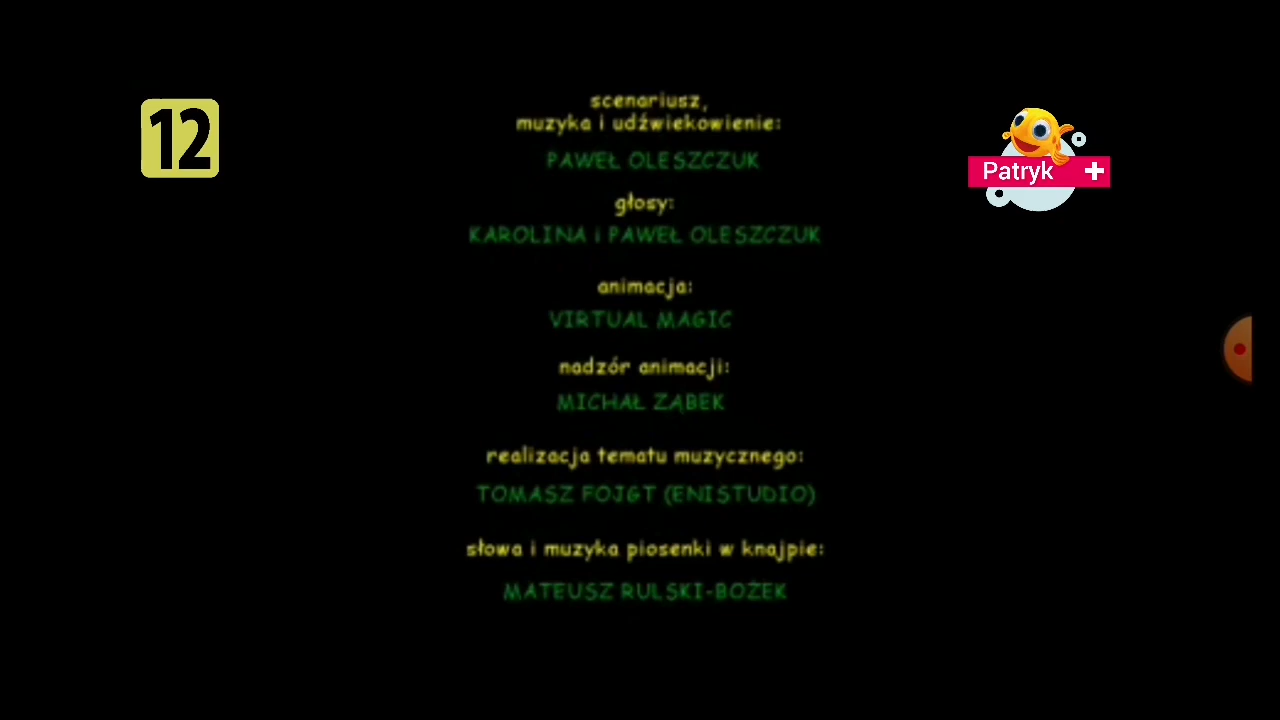 12
Patryk +
scenariusz,
muzyka i udźwiekowienie:
PAWEŁ OLESZCZUK
głosy:
KAROLINA i PAWEŁ OLESZCZUK
animacja:
VIRTUAL MAGIC
nadzór animacji:
MICHAŁ ZĄBEK
realizacja tematu muzycznego:
TOMASZ FOJGT (ENISTUDIO)
słowa i muzyka piosenki w knajpie:
MATEUSZ RULSKI-BOŻEK